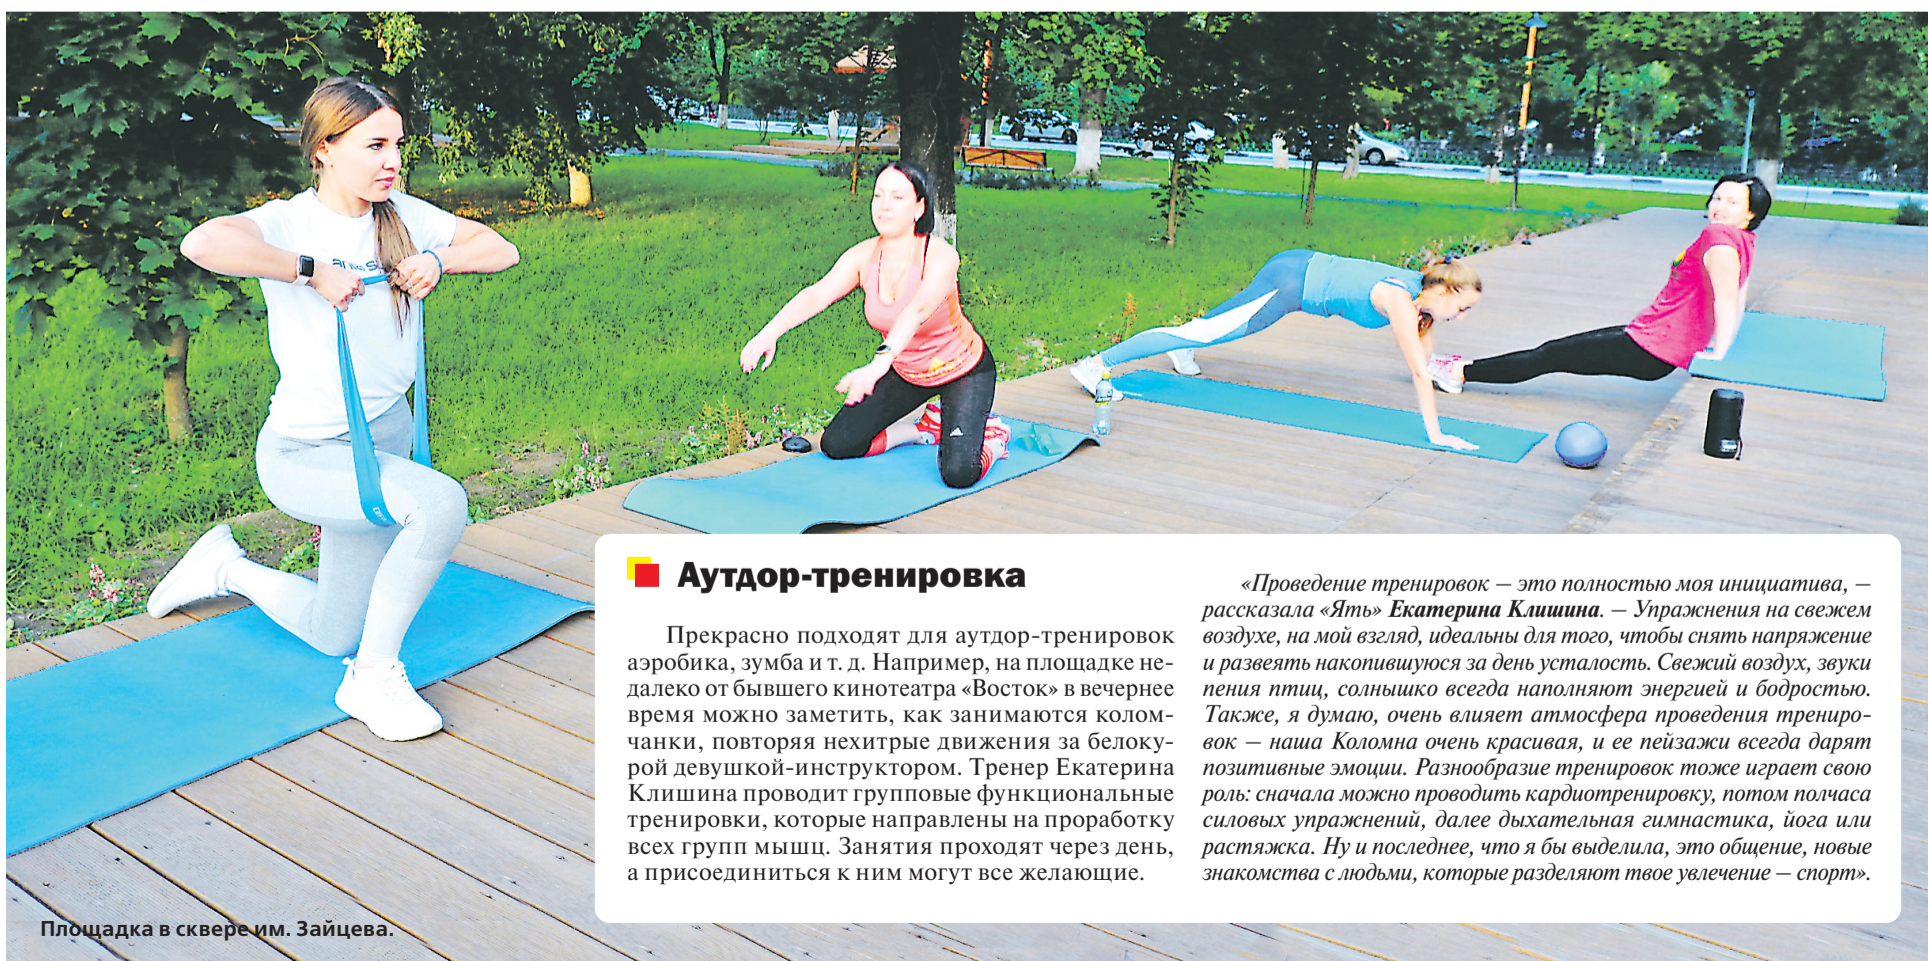 Аутдор-тренировка
Прекрасно подходят для аутдор-тренировок
аэробика, зумба и т. д. Например, на площадке не-
далеко от бывшего кинотеатра «Восток» в вечернее
время можно заметить, как занимаются колом-
чанки, повторяя нехитрые движения за белоку-
рой девушкой-инструктором. Тренер Екатерина
Клишина проводит групповые функциональные
тренировки, которые направлены на проработку
всех групп мышц. Занятия проходят через день,
а присоединиться к ним могут все желающие.
«Проведение тренировок — это полностью моя инициатива, —
рассказала «Ять» Екатерина Клишина. — Упражнения на свежем
воздухе, на мой взгляд, идеальны для того, чтобы снять напряжение
и развеять накопившуюся за день усталость. Свежий воздух, звуки
пения птиц, солнышко всегда наполняют энергией и бодростью.
Также, я думаю, очень влияет атмосфера проведения трениро-
вок — наша Коломна очень красивая, и ее пейзажи всегда дарят
позитивные эмоции. Разнообразие тренировок тоже играет свою
роль: сначала можно проводить кардиотренировку, потом полчаса
силовых упражнений, далее дыхательная гимнастика, йога или
растяжка. Ну и последнее, что я бы выделила, это общение, новые
знакомства с людьми, которые разделяют твое увлечение — спорт».
Площадка в сквере им. Зайцева.